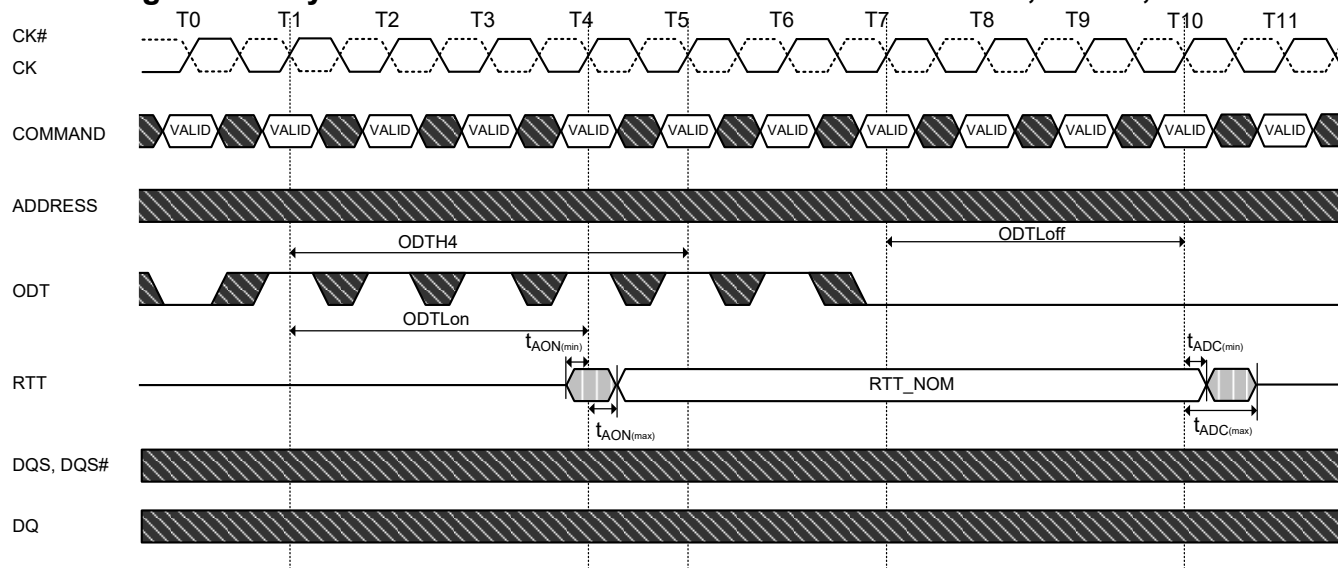 T0 T1 T2 T3 T4 T5 T6 T7 T8 T9 T10 T11
CK#
CK
COMMAND VALID VALID VALID VALID VALID VALID VALID VALID VALID VALID VALID VALID
ADDRESS
ODTH4 ODTLoff
ODT
ODTLon
tAON(min) tADC(min)
RTT RTT_NOM
tAON(max) tADC(max)
DQS, DQS#
DQ